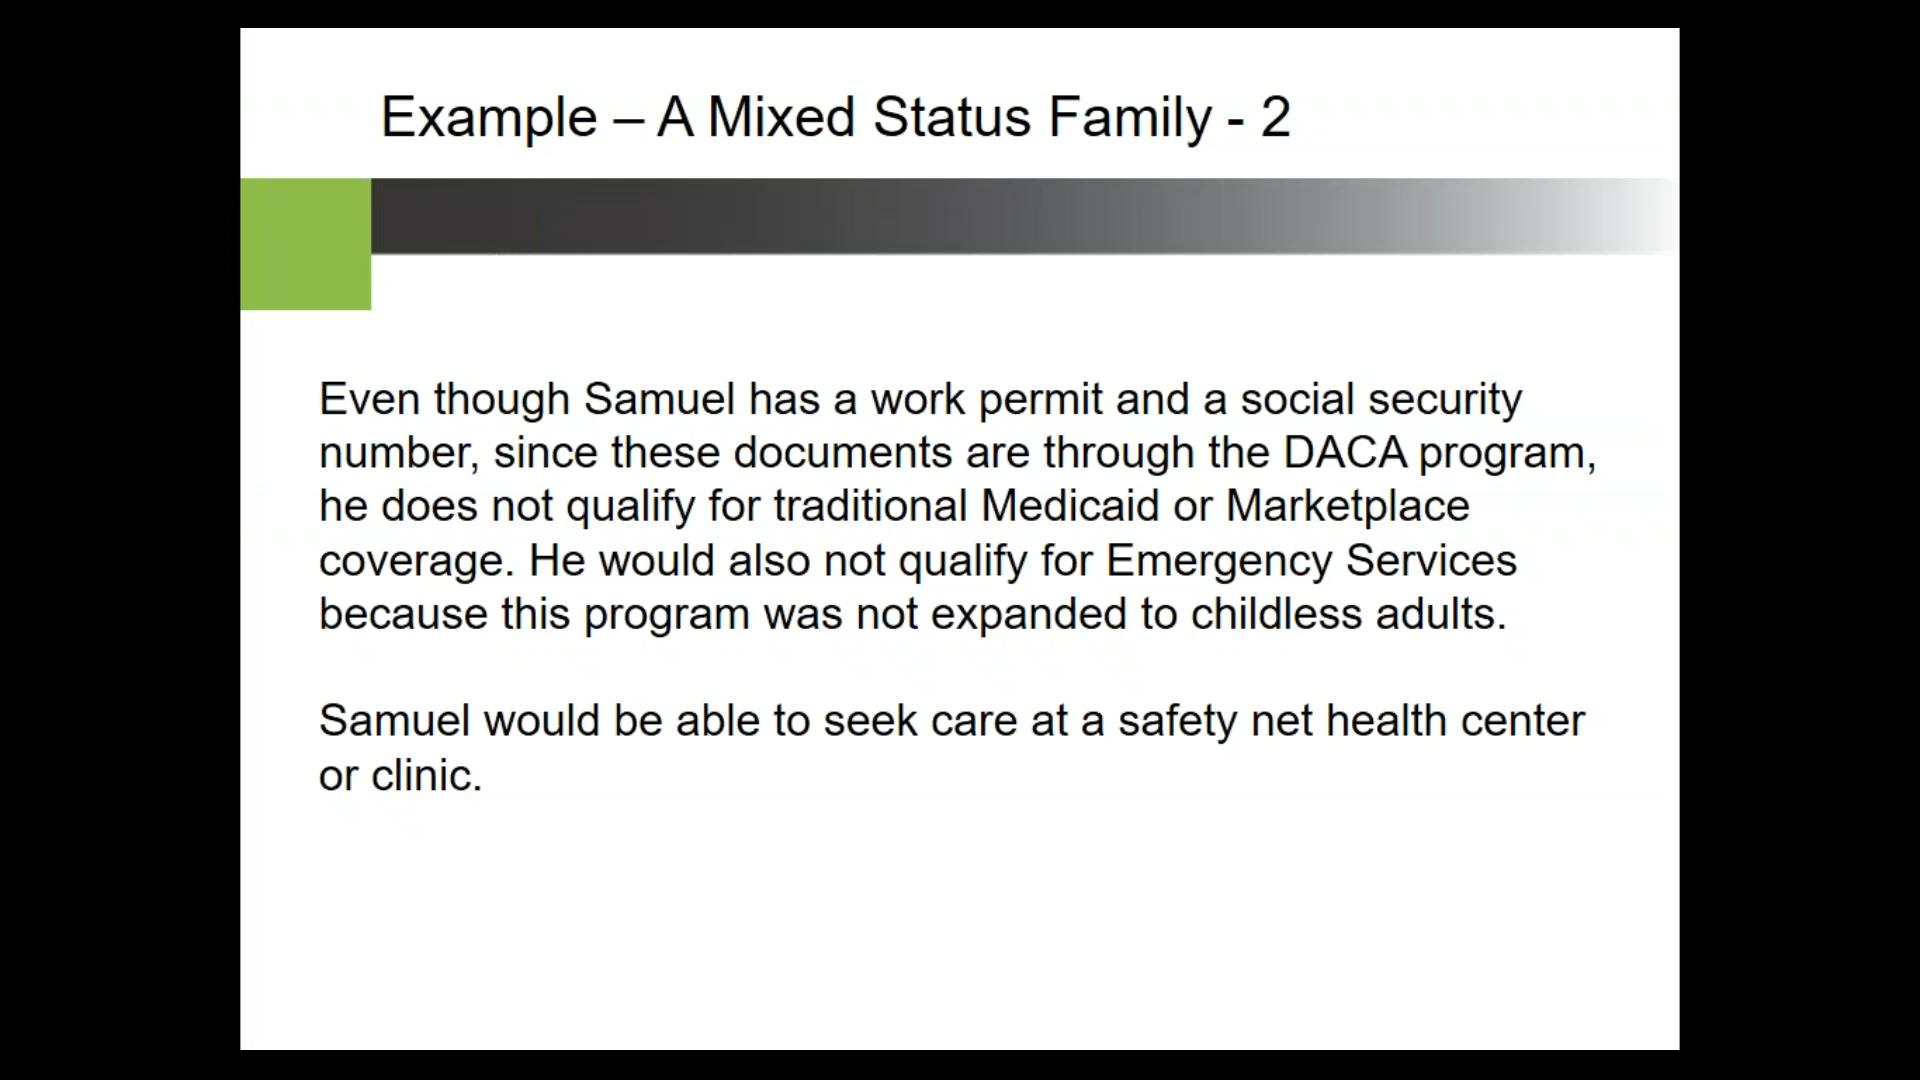 Example – A Mixed Status Family - 2
Even though Samuel has a work permit and a social security
number, since these documents are through the DACA program,
he does not qualify for traditional Medicaid or Marketplace
coverage. He would also not qualify for Emergency Services
because this program was not expanded to childless adults.
Samuel would be able to seek care at a safety net health center
or clinic.